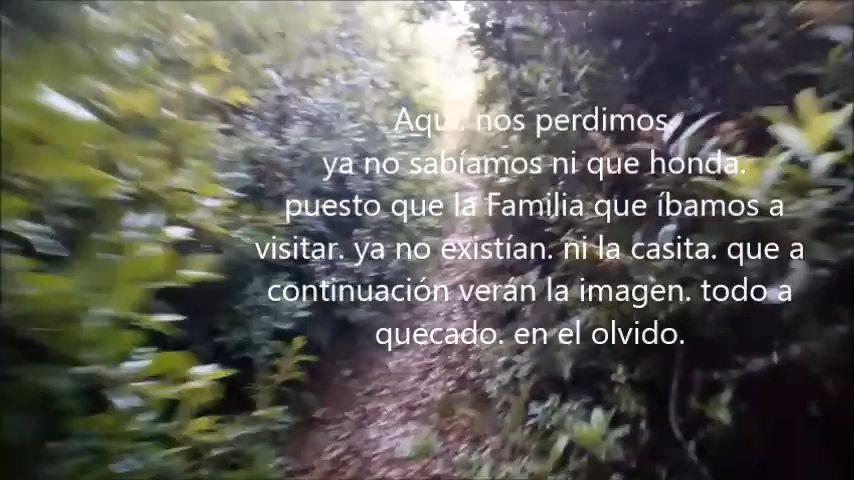 Aquí. nos perdimos.
ya no sabíamos ni que honda.
puesto que la Familia que íbamos a
visitar. ya no existían. ni la casita. que a
continuación verán la imagen. todo a
quecado. en el olvido.